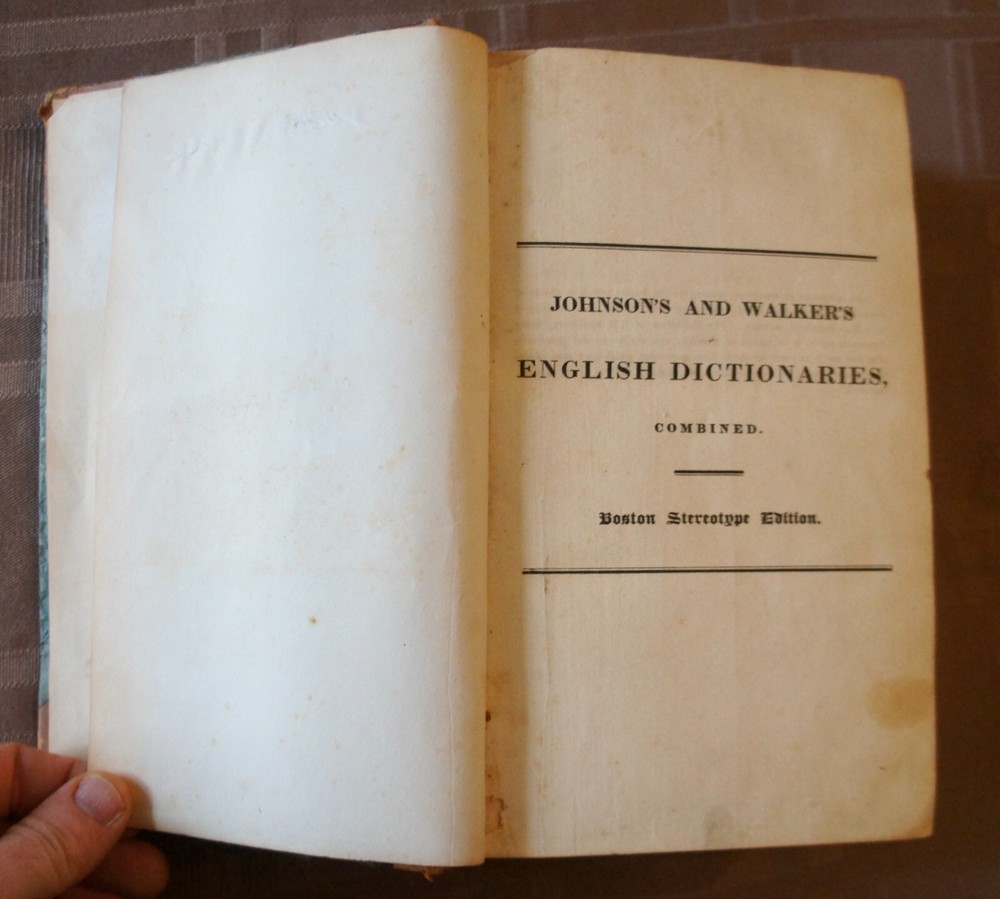 JOHNSON'S AND WALKER'S
ENGLISH DICTIONARIES,
COMBINED.
Boston Stereotype Edition.